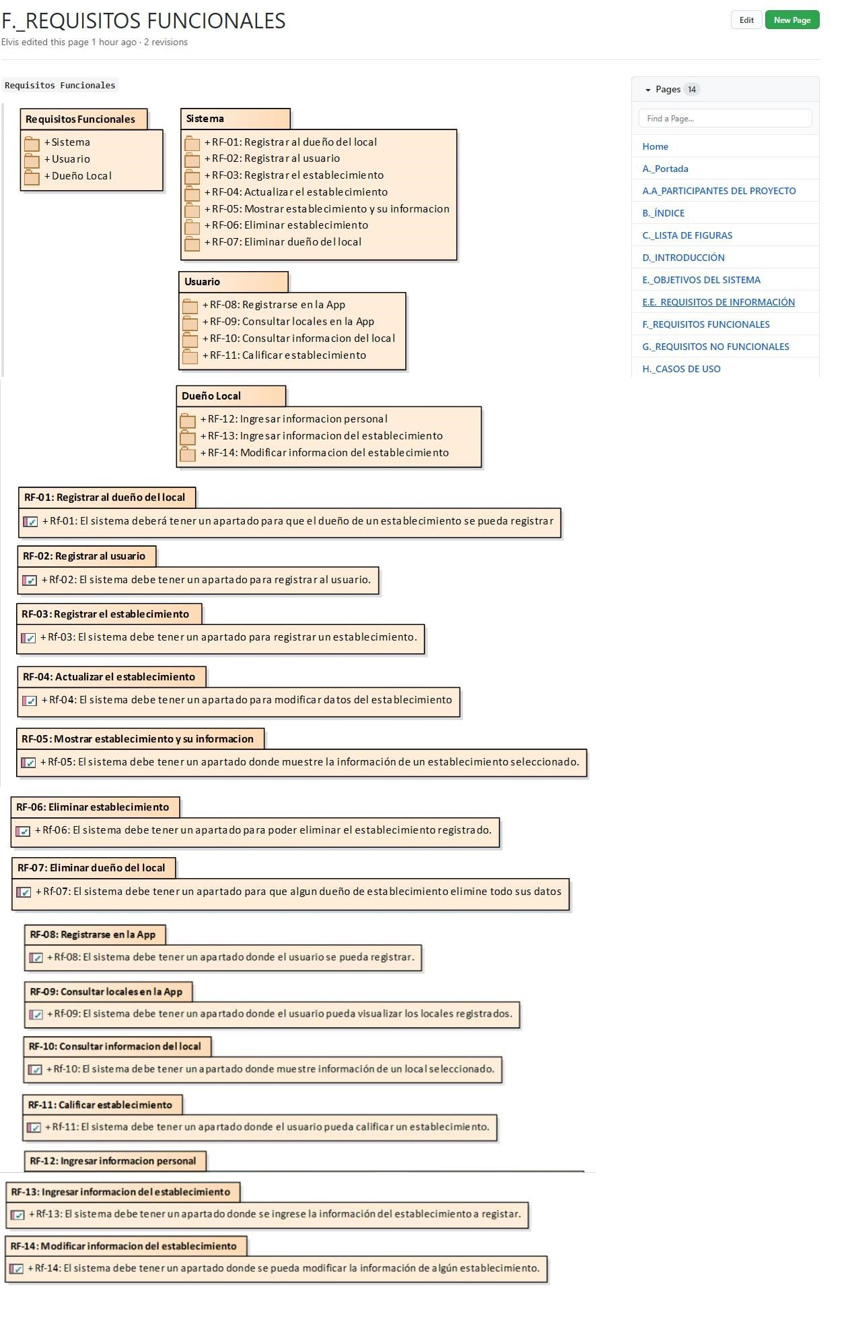 F._REQUISITOS FUNCIONALES
Edit
New Page
Elvis edited this page 1 hour ago · 2 revisions
Requisitos Funcionales
Requisitos Funcionales
+ Sistema
+ Usuario
+ Dueño Local
Sistema
+ RF-01: Registrar al dueño del local
+ RF-02: Registrar al usuario
+ RF-03: Registrar el establecimiento
+ RF-04: Actualizar el establecimiento
+ RF-05: Mostrar establecimiento y su informacion
+ RF-06: Eliminar establecimiento
+ RF-07: Eliminar dueño del local
Usuario
+ RF-08: Registrarse en la App
+ RF-09: Consultar locales en la App
+ RF-10: Consultar informacion del local
+ RF-11: Calificar establecimiento
Dueño Local
+ RF-12: Ingresar informacion personal
+ RF-13: Ingresar informacion del establecimiento
+ RF-14: Modificar informacion del establecimiento
Pages 14
Find a Page...
Home
A._Portada
A.A_PARTICIPANTES DEL PROYECTO
B._ÍNDICE
C._LISTA DE FIGURAS
D._INTRODUCCIÓN
E._OBJETIVOS DEL SISTEMA
E.E_REQUISITOS DE INFORMACIÓN
F._REQUISITOS FUNCIONALES
G._REQUISITOS NO FUNCIONALES
H._CASOS DE USO
RF-01: Registrar al dueño del local
+ Rf-01: El sistema deberá tener un apartado para que el dueño de un establecimiento se pueda registrar
RF-02: Registrar al usuario
+ Rf-02: El sistema debe tener un apartado para registrar al usuario.
RF-03: Registrar el establecimiento
+ Rf-03: El sistema debe tener un apartado para registrar un establecimiento.
RF-04: Actualizar el establecimiento
+ Rf-04: El sistema debe tener un apartado para modificar datos del establecimiento
RF-05: Mostrar establecimiento y su informacion
+ Rf-05: El sistema debe tener un apartado donde muestre la información de un establecimiento seleccionado.
RF-06: Eliminar establecimiento
+ Rf-06: El sistema debe tener un apartado para poder eliminar el establecimiento registrado.
RF-07: Eliminar dueño del local
+ Rf-07: El sistema debe tener un apartado para que algun dueño de establecimiento elimine todo sus datos
RF-08: Registrarse en la App
+ Rf-08: El sistema debe tener un apartado donde el usuario se pueda registrar.
RF-09: Consultar locales en la App
+ Rf-09: El sistema debe tener un apartado donde el usuario pueda visualizar los locales registrados.
RF-10: Consultar informacion del local
+ Rf-10: El sistema debe tener un apartado donde muestre información de un local seleccionado.
RF-11: Calificar establecimiento
+ Rf-11: El sistema debe tener un apartado donde el usuario pueda calificar un establecimiento.
RF-12: Ingresar informacion personal
RF-13: Ingresar informacion del establecimiento
+ Rf-13: El sistema debe tener un apartado donde se ingrese la información del establecimiento a registar.
RF-14: Modificar informacion del establecimiento
+ Rf-14: El sistema debe tener un apartado donde se pueda modificar la información de algún establecimiento.